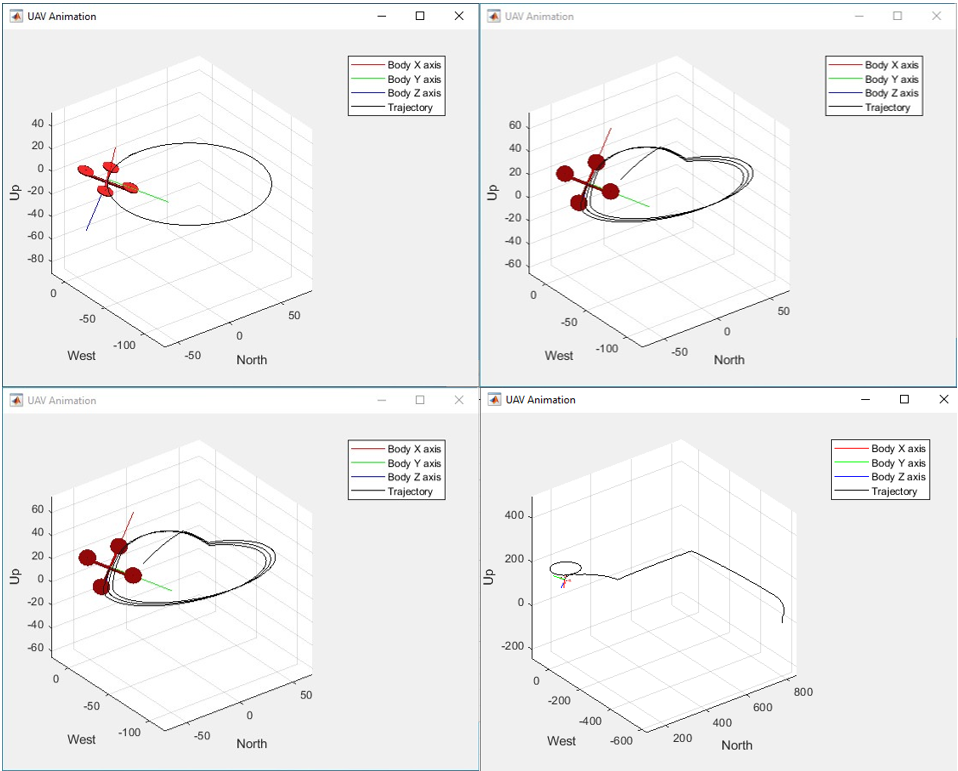 UAV Animation
Body X axis
Body Y axis
Body Z axis
Trajectory
40
20
0
-20
-40
-60
-80
Up
0
-50
-100
West
-50
0
50
North
UAV Animation
Body X axis
Body Y axis
Body Z axis
Trajectory
60
40
20
0
-20
-40
-60
Up
0
-50
-100
West
-50
0
50
North
UAV Animation
Body X axis
Body Y axis
Body Z axis
Trajectory
60
40
20
0
-20
-40
-60
Up
0
-50
-100
West
-50
0
50
North
UAV Animation
Body X axis
Body Y axis
Body Z axis
Trajectory
400
200
0
-200
Up
0
-200
-400
-600
West
200
400
600
800
North